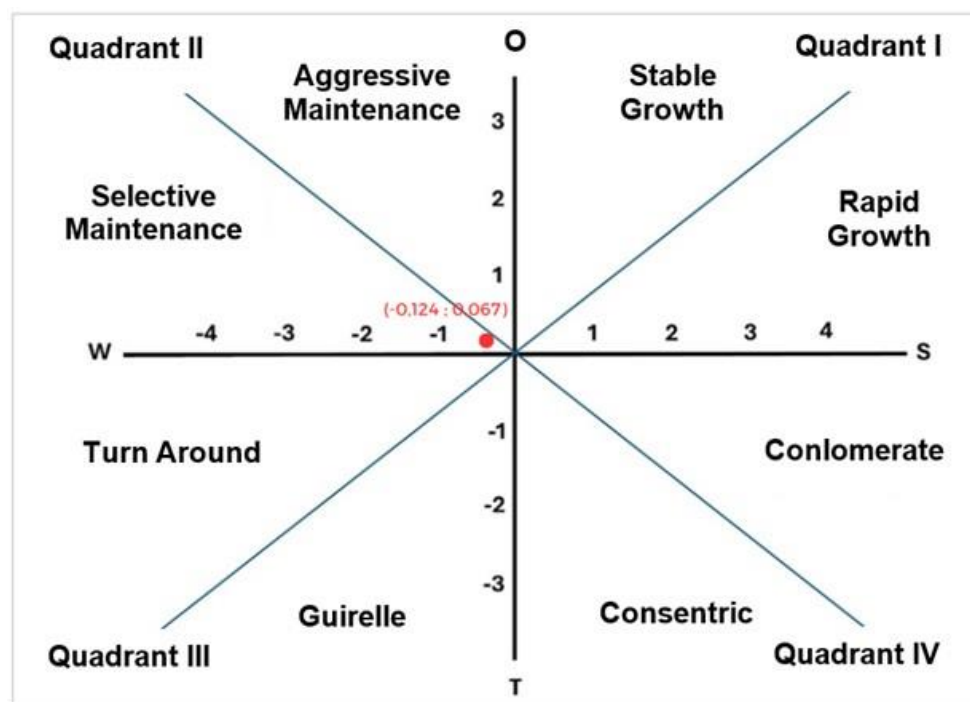 Quadrant II
O
Quadrant I
Aggressive
Maintenance
Stable
Growth
3
Selective
Maintenance
2
Rapid
Growth
1
(-0,124 : 0,067)
-4 -3 -2 -1
1 2 3 4
W
S
-1
Turn Around
Conlomerate
-2
-3
Guirelle
Consentric
Quadrant III
Quadrant IV
T